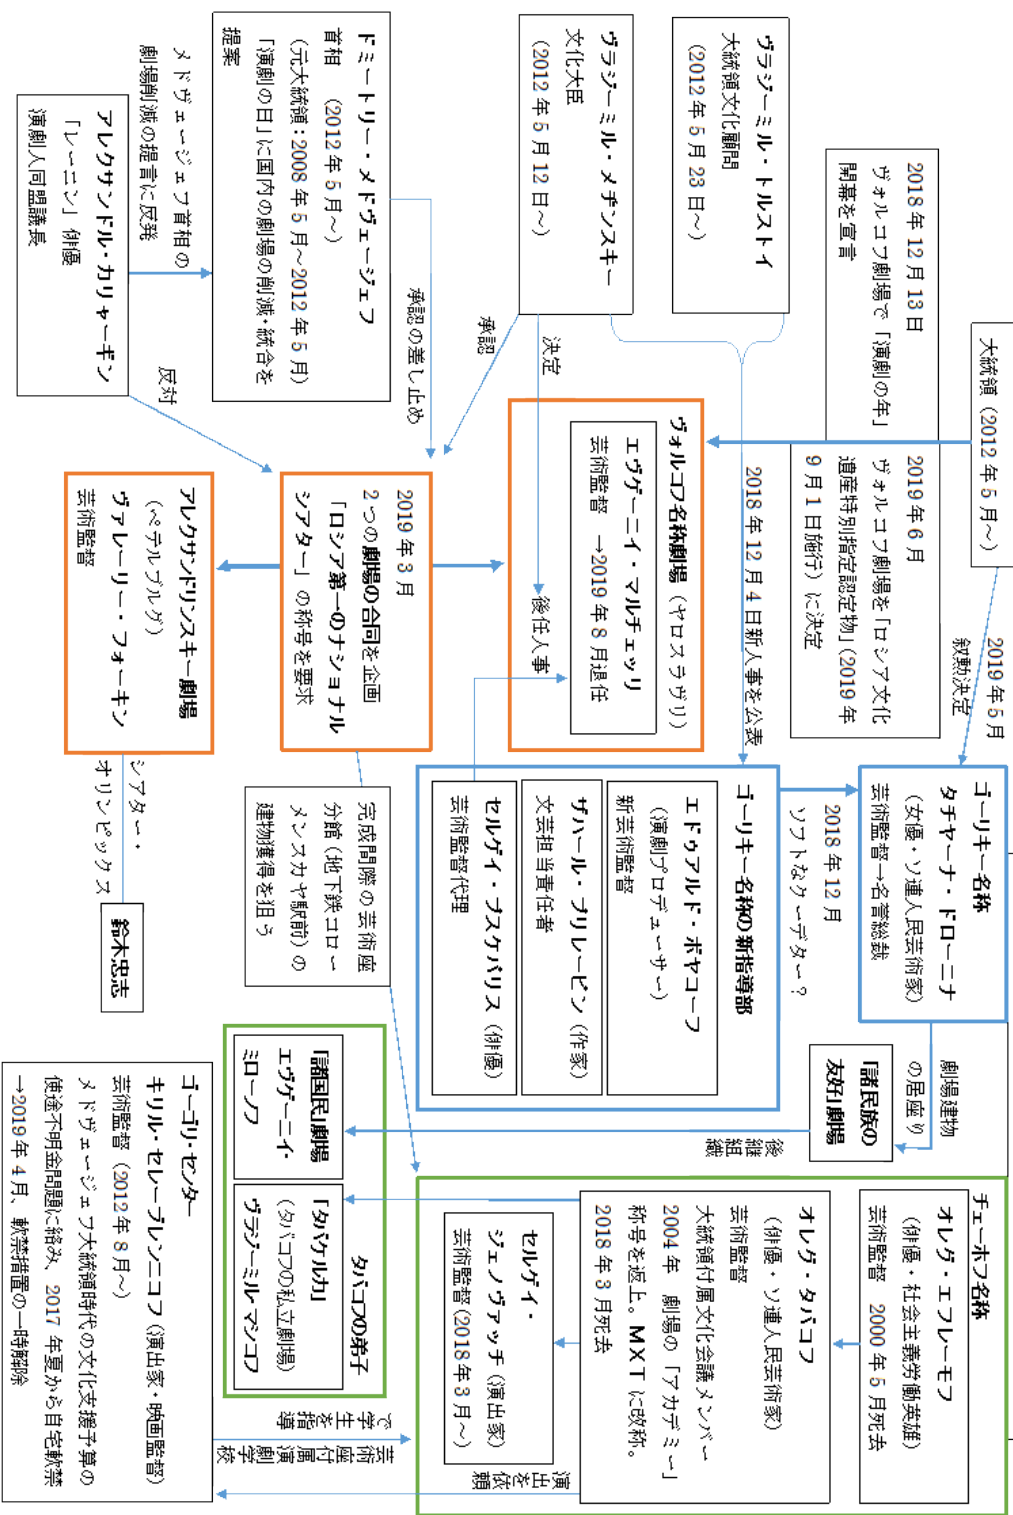 大統領（2012年5月～）
2018年12月13日
ヴォルコフ劇場で「演劇の年」
開幕を宣言
2019年6月
ヴォルコフ劇場を「ロシア文化
遺産特別指定認定物」（2019年
9月1日施行）に決定
2019年5月
叙勲決定
ヴラジーミル・トルストイ
大統領文化顧問
（2012年5月23日～）
ヴラジーミル・メヂンスキー
文化大臣
（2012年5月12日～）
ドミートリー・メドヴェージェフ
首相　（2012年5月～）
（元大統領：2008年5月～2012年5月）
「演劇の日」に国内の劇場の削減・統合を
提案
メドヴェージェフ首相の
劇場削減の提言に反発
アレクサンドル・カリャーギン
「レーニン」俳優
演劇人同盟議長
承認の差し止め
承認
決定
反対
2018年12月4日新人事を公表
ヴォルコフ名称劇場（ヤロスラヴリ）
エヴゲーニイ・マルチェッリ
芸術監督　→2019年8月退任
後任人事
2019年3月
2つの劇場の合同を企画
「ロシア第一のナショナル
シアター」の称号を要求
アレクサンドリンスキー劇場
（ペテルブルグ）
ヴァレーリー・フォーキン
芸術監督
シアター・
オリンピックス
鈴木忠志
ゴーリキー名称
タチヤーナ・ドローニナ
（女優・ソ連人民芸術家）
芸術監督→名誉総裁
2018年12月
ソフトなクーデター？
ゴーリキー名称の新指導部
エドゥアルド・ボヤコーフ
（演劇プロデューサー）
新芸術監督
ザハール・プリレーピン（作家）
文芸担当責任者
セルゲイ・プスケパリス（俳優）
芸術監督代理
完成間際の芸術座
分館（地下鉄コロー
メンスカヤ駅前）の
建物獲得を狙う
劇場建物
の居座り
「諸民族の
友好」劇場
後継組織
チェーホフ名称
オレグ・エフレーモフ
（俳優・社会主義労働英雄）
芸術監督　2000年5月死去
オレグ・タバコフ
（俳優・ソ連人民芸術家）
芸術監督
大統領付属文化会議メンバー
2004年　劇場の「アカデミー」
称号を返上。MXTに改称。
2018年3月死去
セルゲイ・
ジェノヴァッチ（演出家）
芸術監督（2018年3月～）
タバコフの弟子
「諸国民」劇場
エヴゲーニイ・
ミローノフ
「タバケルカ」
（タバコフの私立劇場）
ヴラジーミル・マシコフ
演出を依頼
芸術座付属演劇学校
で学生を指導
ゴーゴリ・センター
キリル・セレーブレンニコフ（演出家・映画監督）
芸術監督（2012年8月～）
メドヴェージェフ大統領時代の文化支援予算の
使途不明金問題に絡み、2017年夏から自宅軟禁
→2019年4月、軟禁措置の一時解除